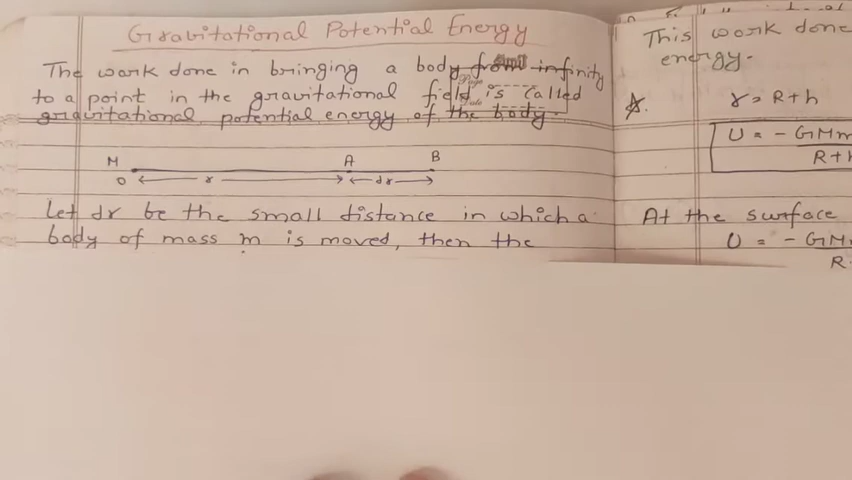 Gravitational Potential Energy
The work done in bringing a body from infinity
to a point in the gravitational field is called
gravitational potential energy of the body.
M A B
O r dr
Let dr be the small distance in which a
body of mass m is moved, then the
This work done
energy.
r = R+h
U = - GMm
R+h
At the surface
U = - GM
R